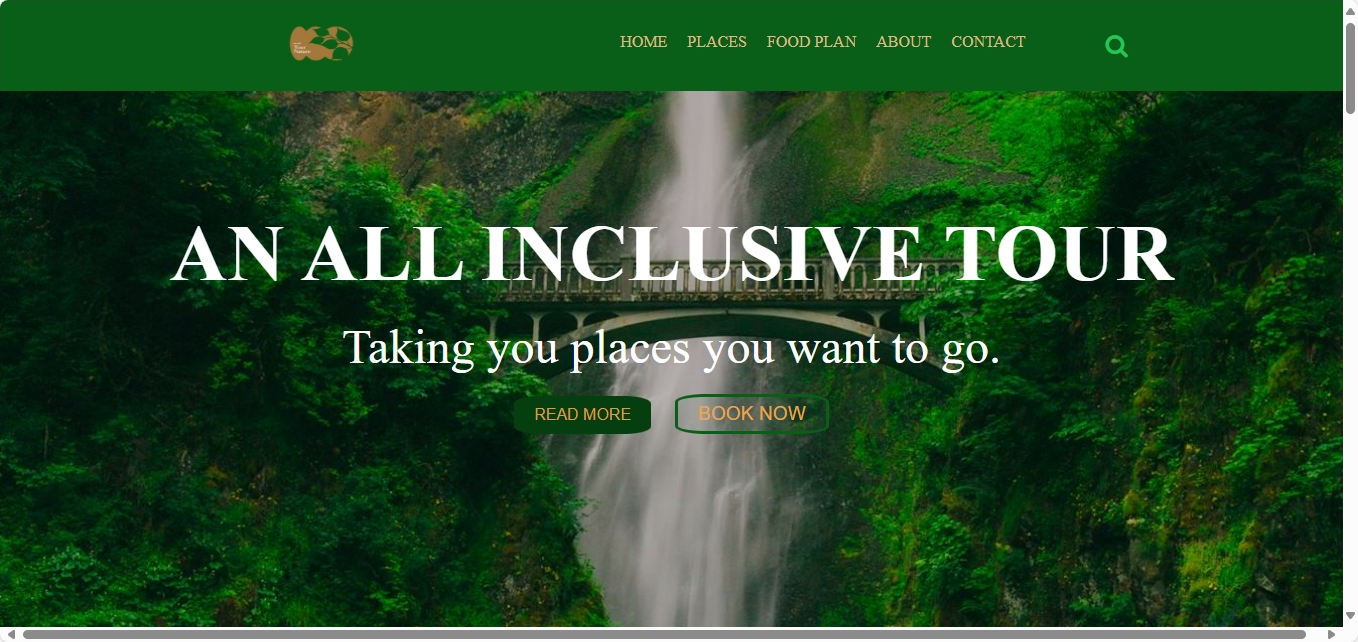 HOME PLACES FOOD PLAN ABOUT CONTACT
AN ALL INCLUSIVE TOUR
Taking you places you want to go.
READ MORE BOOK NOW